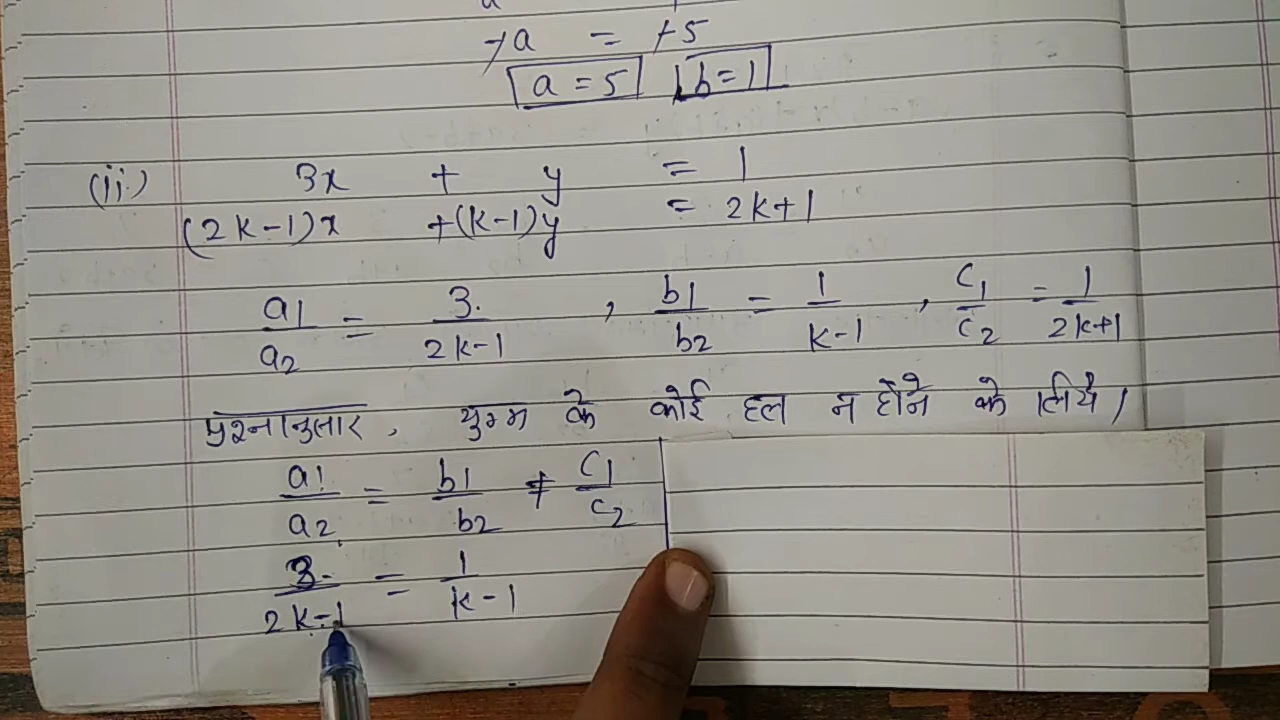 a
-a = -5
a = 5 b = 1
(ii) 3x + y = 1
(2k-1)x + (k-1)y = 2k+1
a1/a2 = 3/2k-1 , b1/b2 = 1/k-1 , c1/c2 = 1/2k+1
प्रश्नानुसार, युग्म के कोई हल न होने के लिये,
a1/a2 = b1/b2 ≠ c1/c2
3/2k-1 = 1/k-1